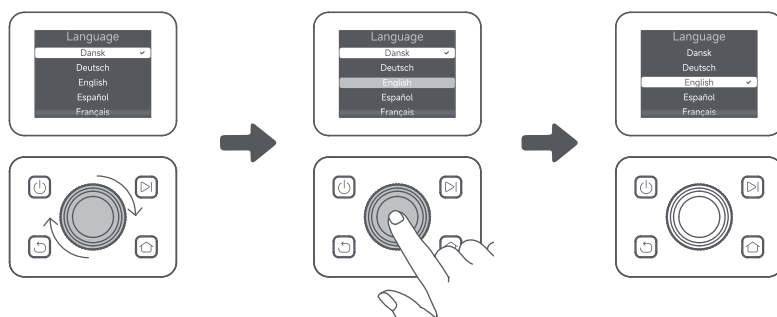 Language
Dansk
Deutsch
English
Español
Français
Language
Dansk
Deutsch
English
Español
Français
Language
Dansk
Deutsch
English
Español
Français